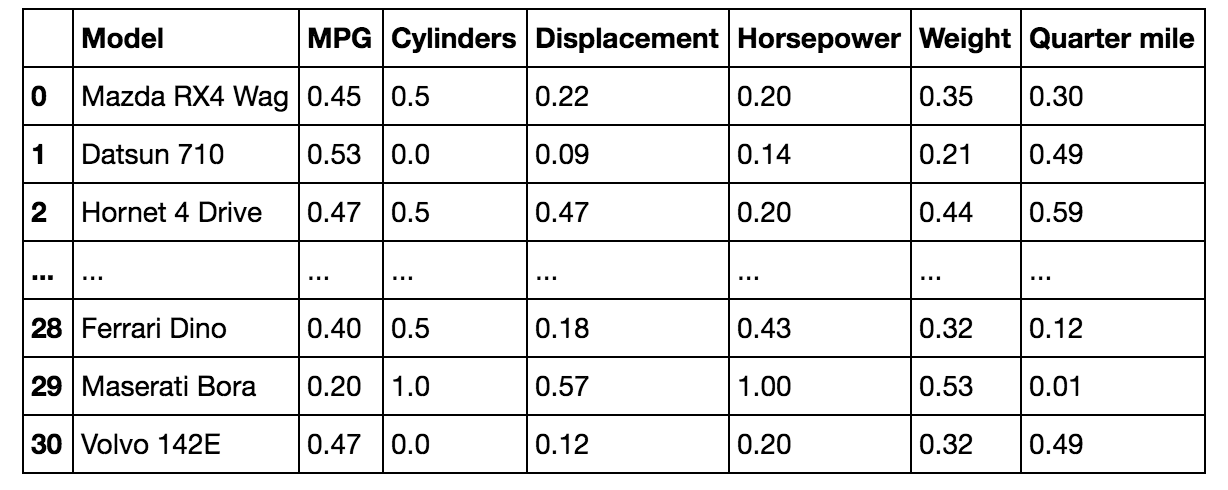 Model MPG Cylinders Displacement Horsepower Weight Quarter mile
0 Mazda RX4 Wag 0.45 0.5 0.22 0.20 0.35 0.30
1 Datsun 710 0.53 0.0 0.09 0.14 0.21 0.49
2 Hornet 4 Drive 0.47 0.5 0.47 0.20 0.44 0.59
... ... ... ... ... ... ... ...
28 Ferrari Dino 0.40 0.5 0.18 0.43 0.32 0.12
29 Maserati Bora 0.20 1.0 0.57 1.00 0.53 0.01
30 Volvo 142E 0.47 0.0 0.12 0.20 0.32 0.49